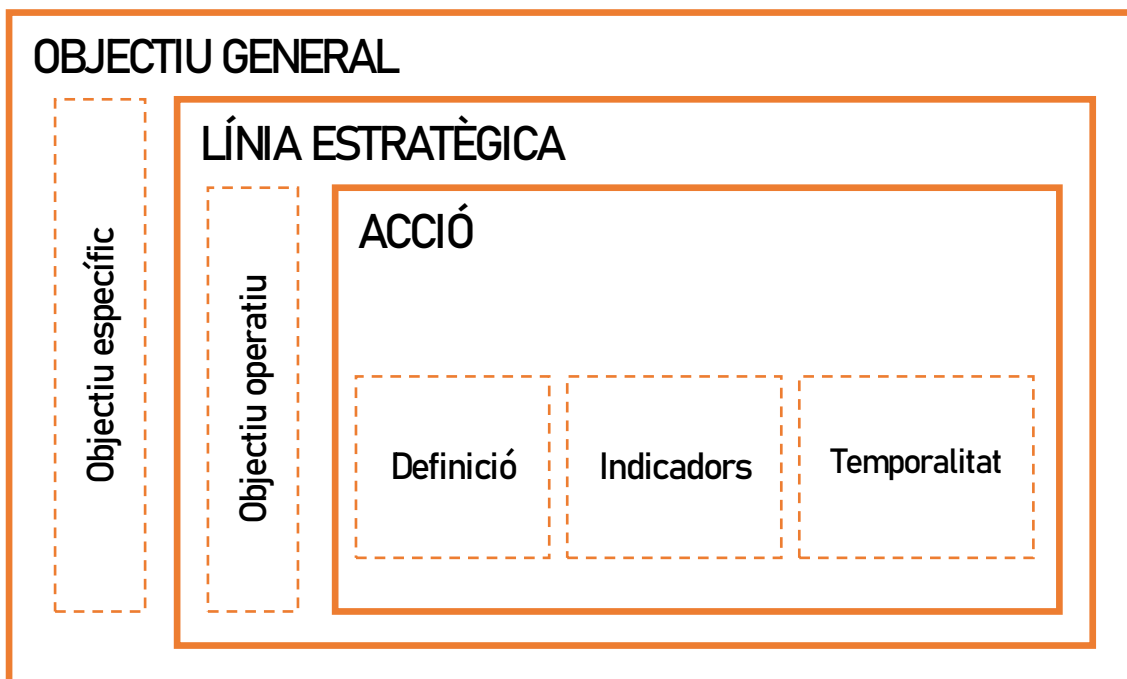 OBJECTIU GENERAL
LÍNIA ESTRATÈGICA
ACCIÓ
Objectiu específic
Objectiu operatiu
Definició
Indicadors
Temporalitat